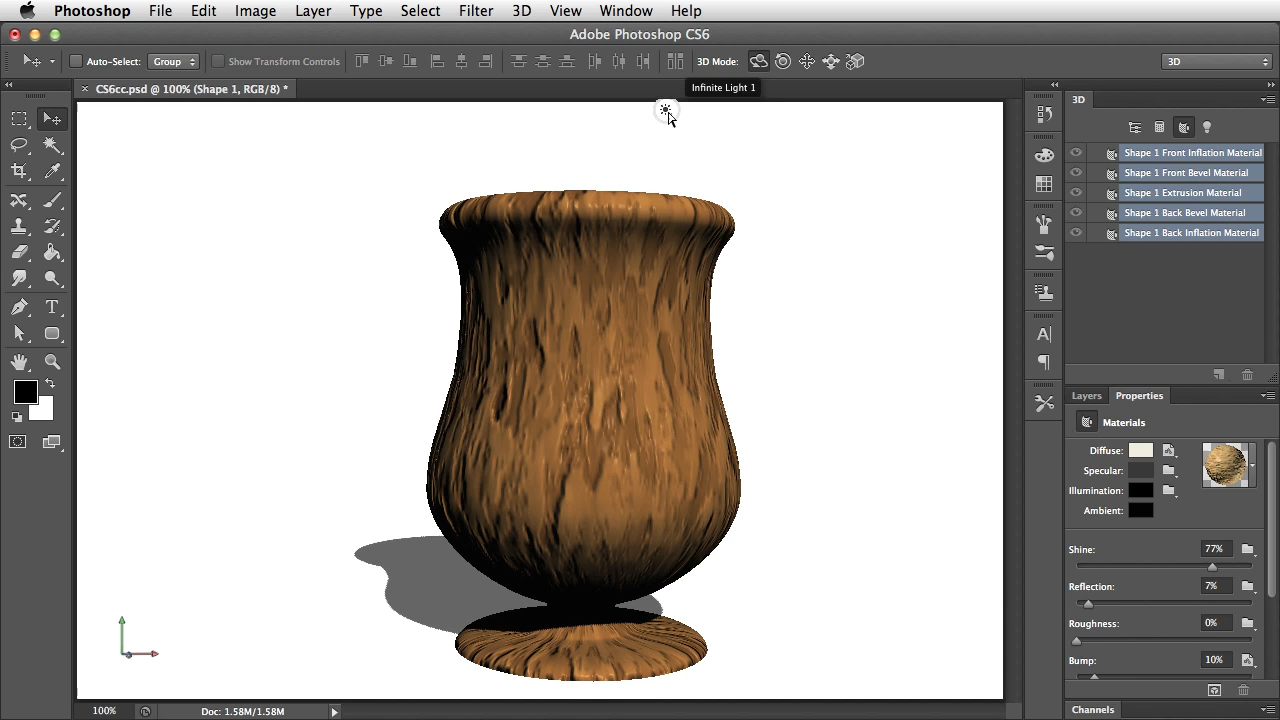 Photoshop File Edit Image Layer Type Select Filter 3D View Window Help
Adobe Photoshop CS6
Auto-Select: Group Show Transform Controls 3D Mode: 3D
× CS6cc.psd @ 100% (Shape 1, RGB/8) *
Infinite Light 1
3D
Shape 1 Front Inflation Material
Shape 1 Front Bevel Material
Shape 1 Extrusion Material
Shape 1 Back Bevel Material
Shape 1 Back Inflation Material
Layers Properties
Materials
Diffuse:
Specular:
Illumination:
Ambient:
Shine: 77%
Reflection: 7%
Roughness: 0%
Bump: 10%
Channels
100% Doc: 1.58M/1.58M